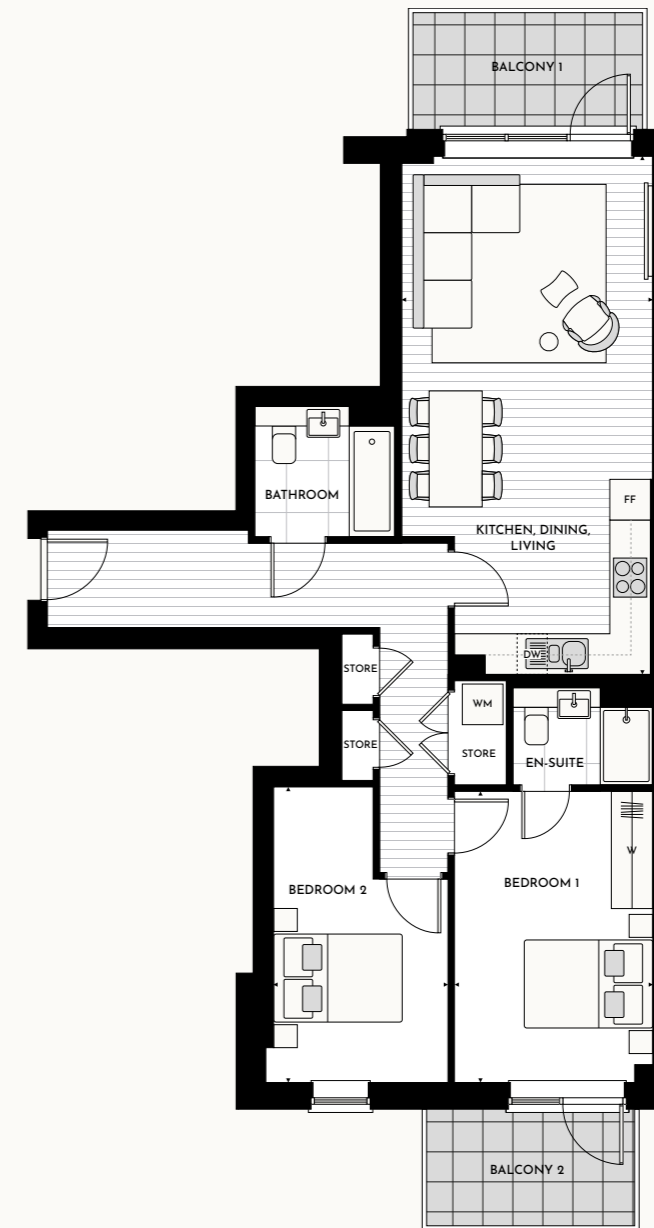 BALCONY 1
BATHROOM
FF
KITCHEN, DINING,
LIVING
DW
STORE
WM
STORE
STORE
EN-SUITE
W
BEDROOM 1
BEDROOM 2
BALCONY 2